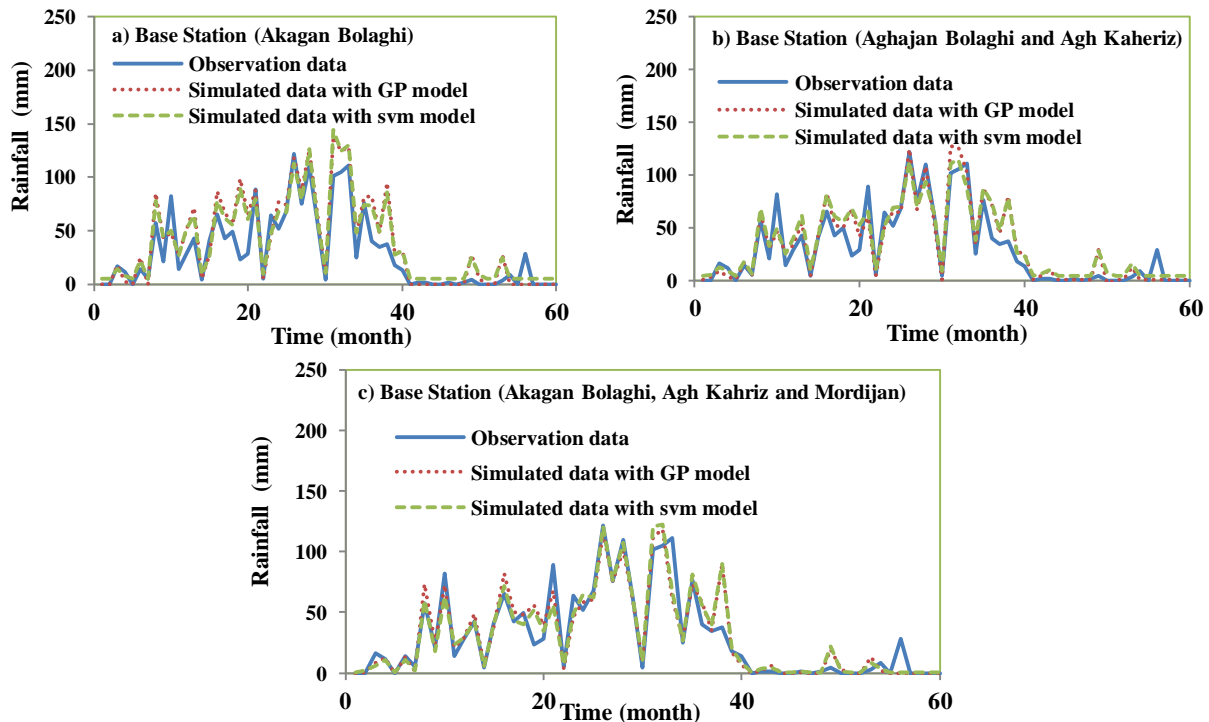 a) Base Station (Akagan Bolaghi)
Observation data
Simulated data with GP model
Simulated data with svm model
Rainfall (mm)
250
200
150
100
50
0
0
20
40
60
Time (month)
b) Base Station (Aghajan Bolaghi and Agh Kaheriz)
Observation data
Simulated data with GP model
Simulated data with svm model
Rainfall (mm)
250
200
150
100
50
0
0
20
40
60
Time (month)
c) Base Station (Akagan Bolaghi, Agh Kahriz and Mordijan)
Observation data
Simulated data with GP model
Simulated data with svm model
Rainfall (mm)
250
200
150
100
50
0
0
20
40
60
Time (month)